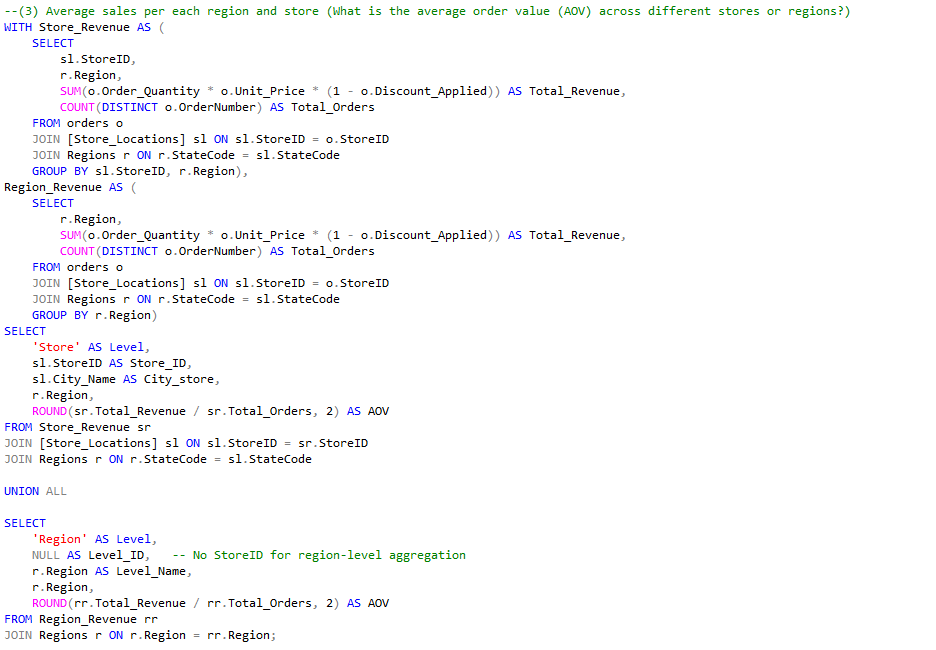 --(3) Average sales per each region and store (What is the average order value (AOV) across different stores or regions?)
WITH Store_Revenue AS (
    SELECT
        sl.StoreID,
        r.Region,
        SUM(o.Order_Quantity * o.Unit_Price * (1 - o.Discount_Applied)) AS Total_Revenue,
        COUNT(DISTINCT o.OrderNumber) AS Total_Orders
    FROM orders o
    JOIN [Store_Locations] sl ON sl.StoreID = o.StoreID
    JOIN Regions r ON r.StateCode = sl.StateCode
    GROUP BY sl.StoreID, r.Region),
Region_Revenue AS (
    SELECT
        r.Region,
        SUM(o.Order_Quantity * o.Unit_Price * (1 - o.Discount_Applied)) AS Total_Revenue,
        COUNT(DISTINCT o.OrderNumber) AS Total_Orders
    FROM orders o
    JOIN [Store_Locations] sl ON sl.StoreID = o.StoreID
    JOIN Regions r ON r.StateCode = sl.StateCode
    GROUP BY r.Region)
SELECT
    'Store' AS Level,
    sl.StoreID AS Store_ID,
    sl.City_Name AS City_store,
    r.Region,
    ROUND(sr.Total_Revenue / sr.Total_Orders, 2) AS AOV
FROM Store_Revenue sr
JOIN [Store_Locations] sl ON sl.StoreID = sr.StoreID
JOIN Regions r ON r.StateCode = sl.StateCode

UNION ALL

SELECT
    'Region' AS Level,
    NULL AS Level_ID,   -- No StoreID for region-level aggregation
    r.Region AS Level_Name,
    r.Region,
    ROUND(rr.Total_Revenue / rr.Total_Orders, 2) AS AOV
FROM Region_Revenue rr
JOIN Regions r ON r.Region = rr.Region;